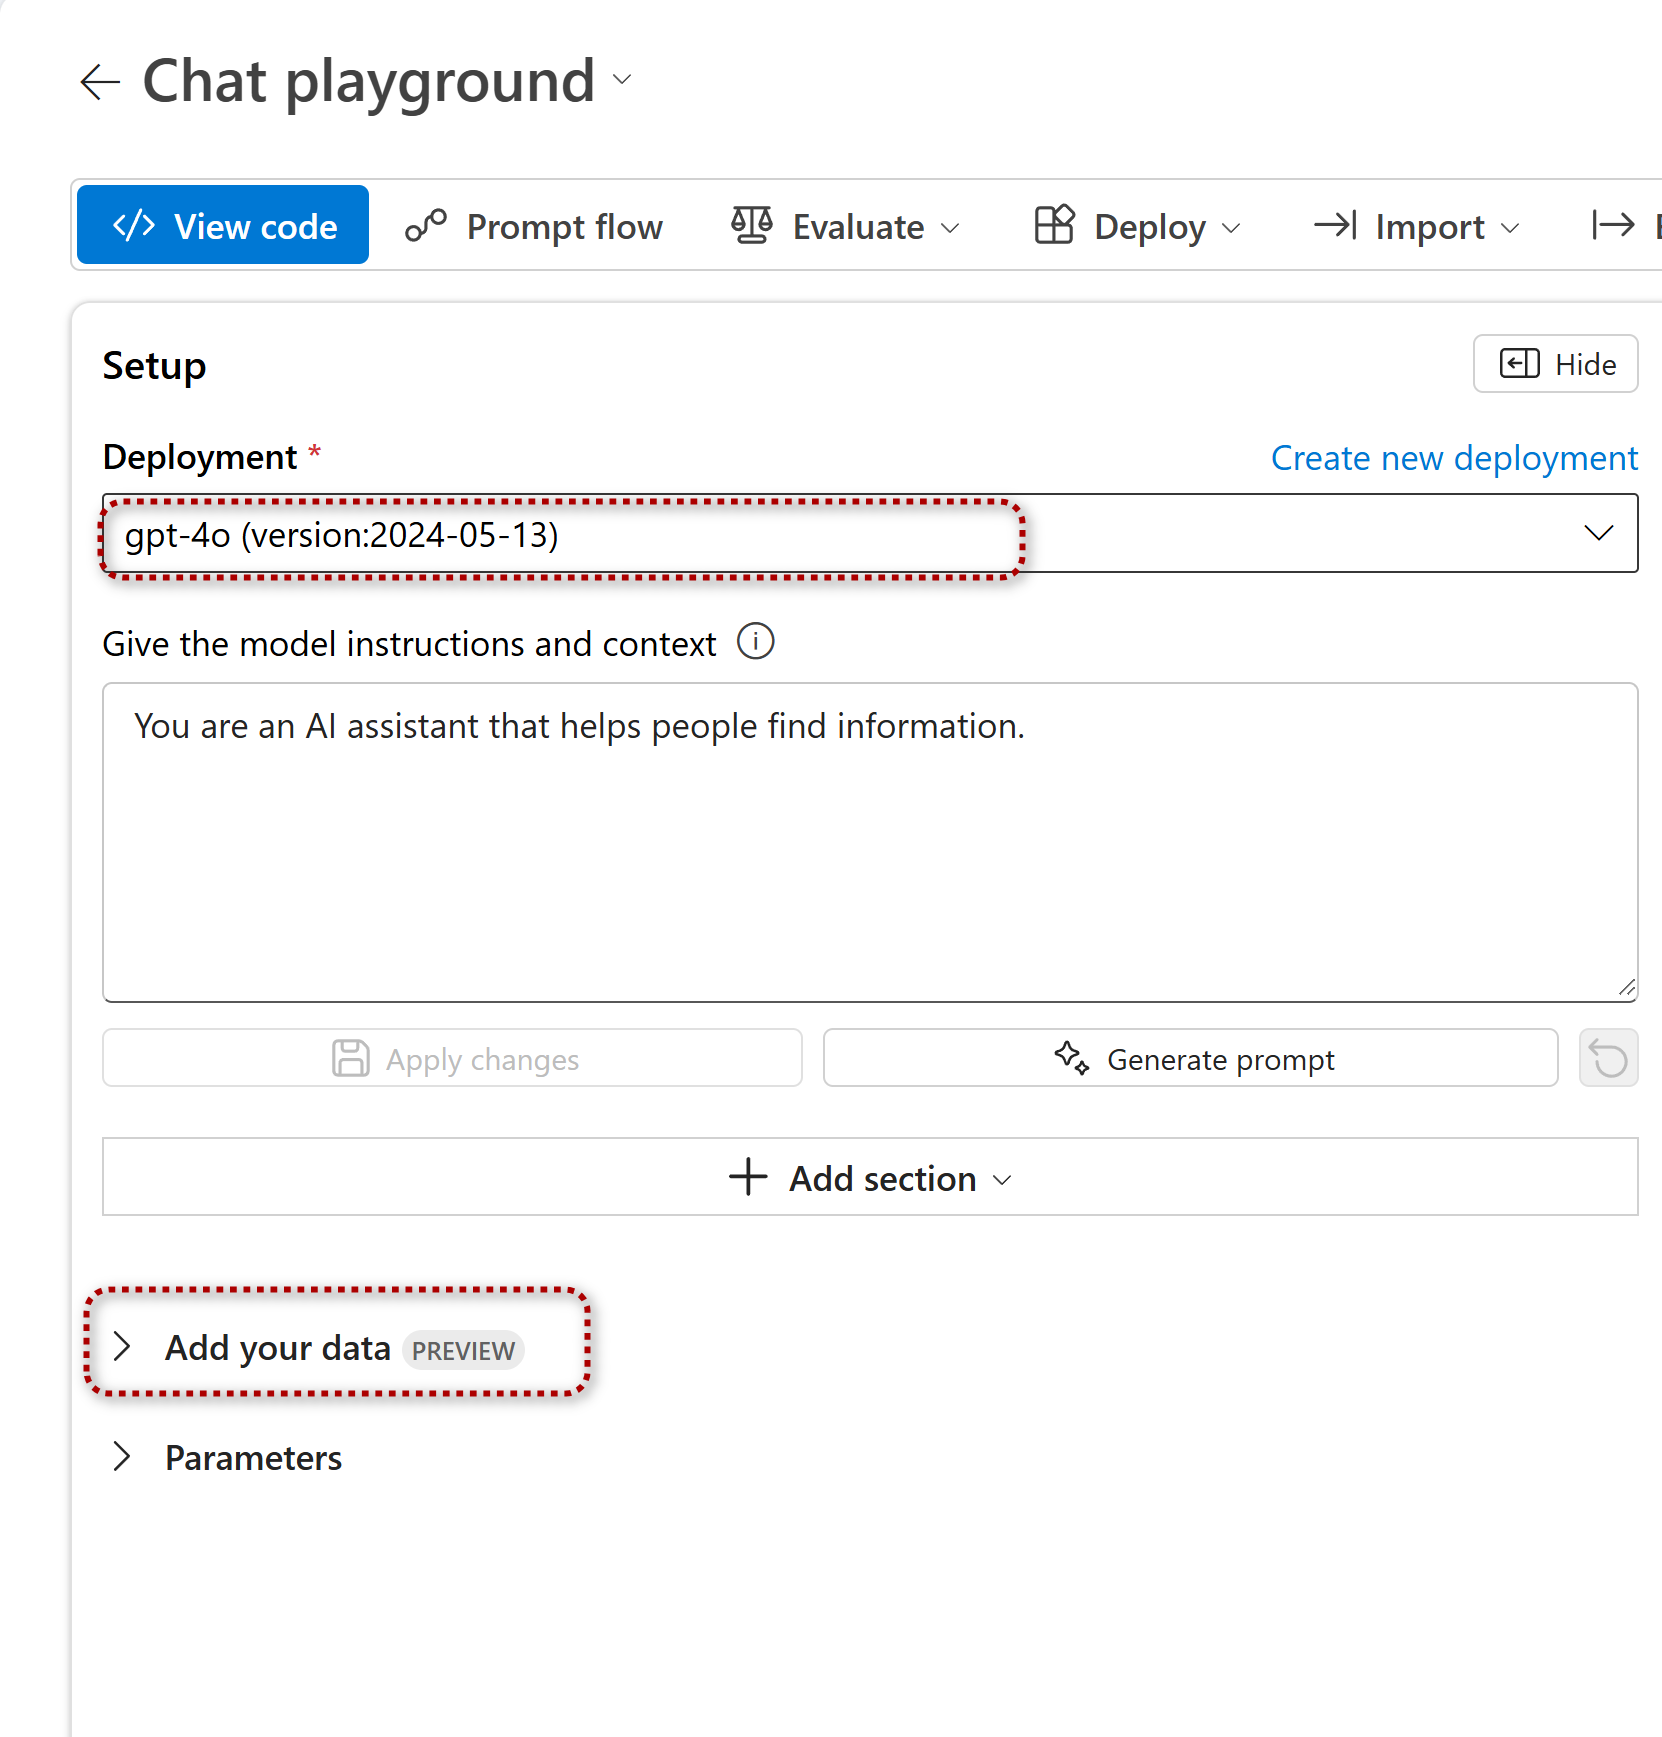 Chat playground
View code Prompt flow Evaluate Deploy Import
Setup Hide
Deployment * Create new deployment
gpt-4o (version:2024-05-13)
Give the model instructions and context
You are an AI assistant that helps people find information.
Apply changes Generate prompt
Add section
Add your data PREVIEW
Parameters